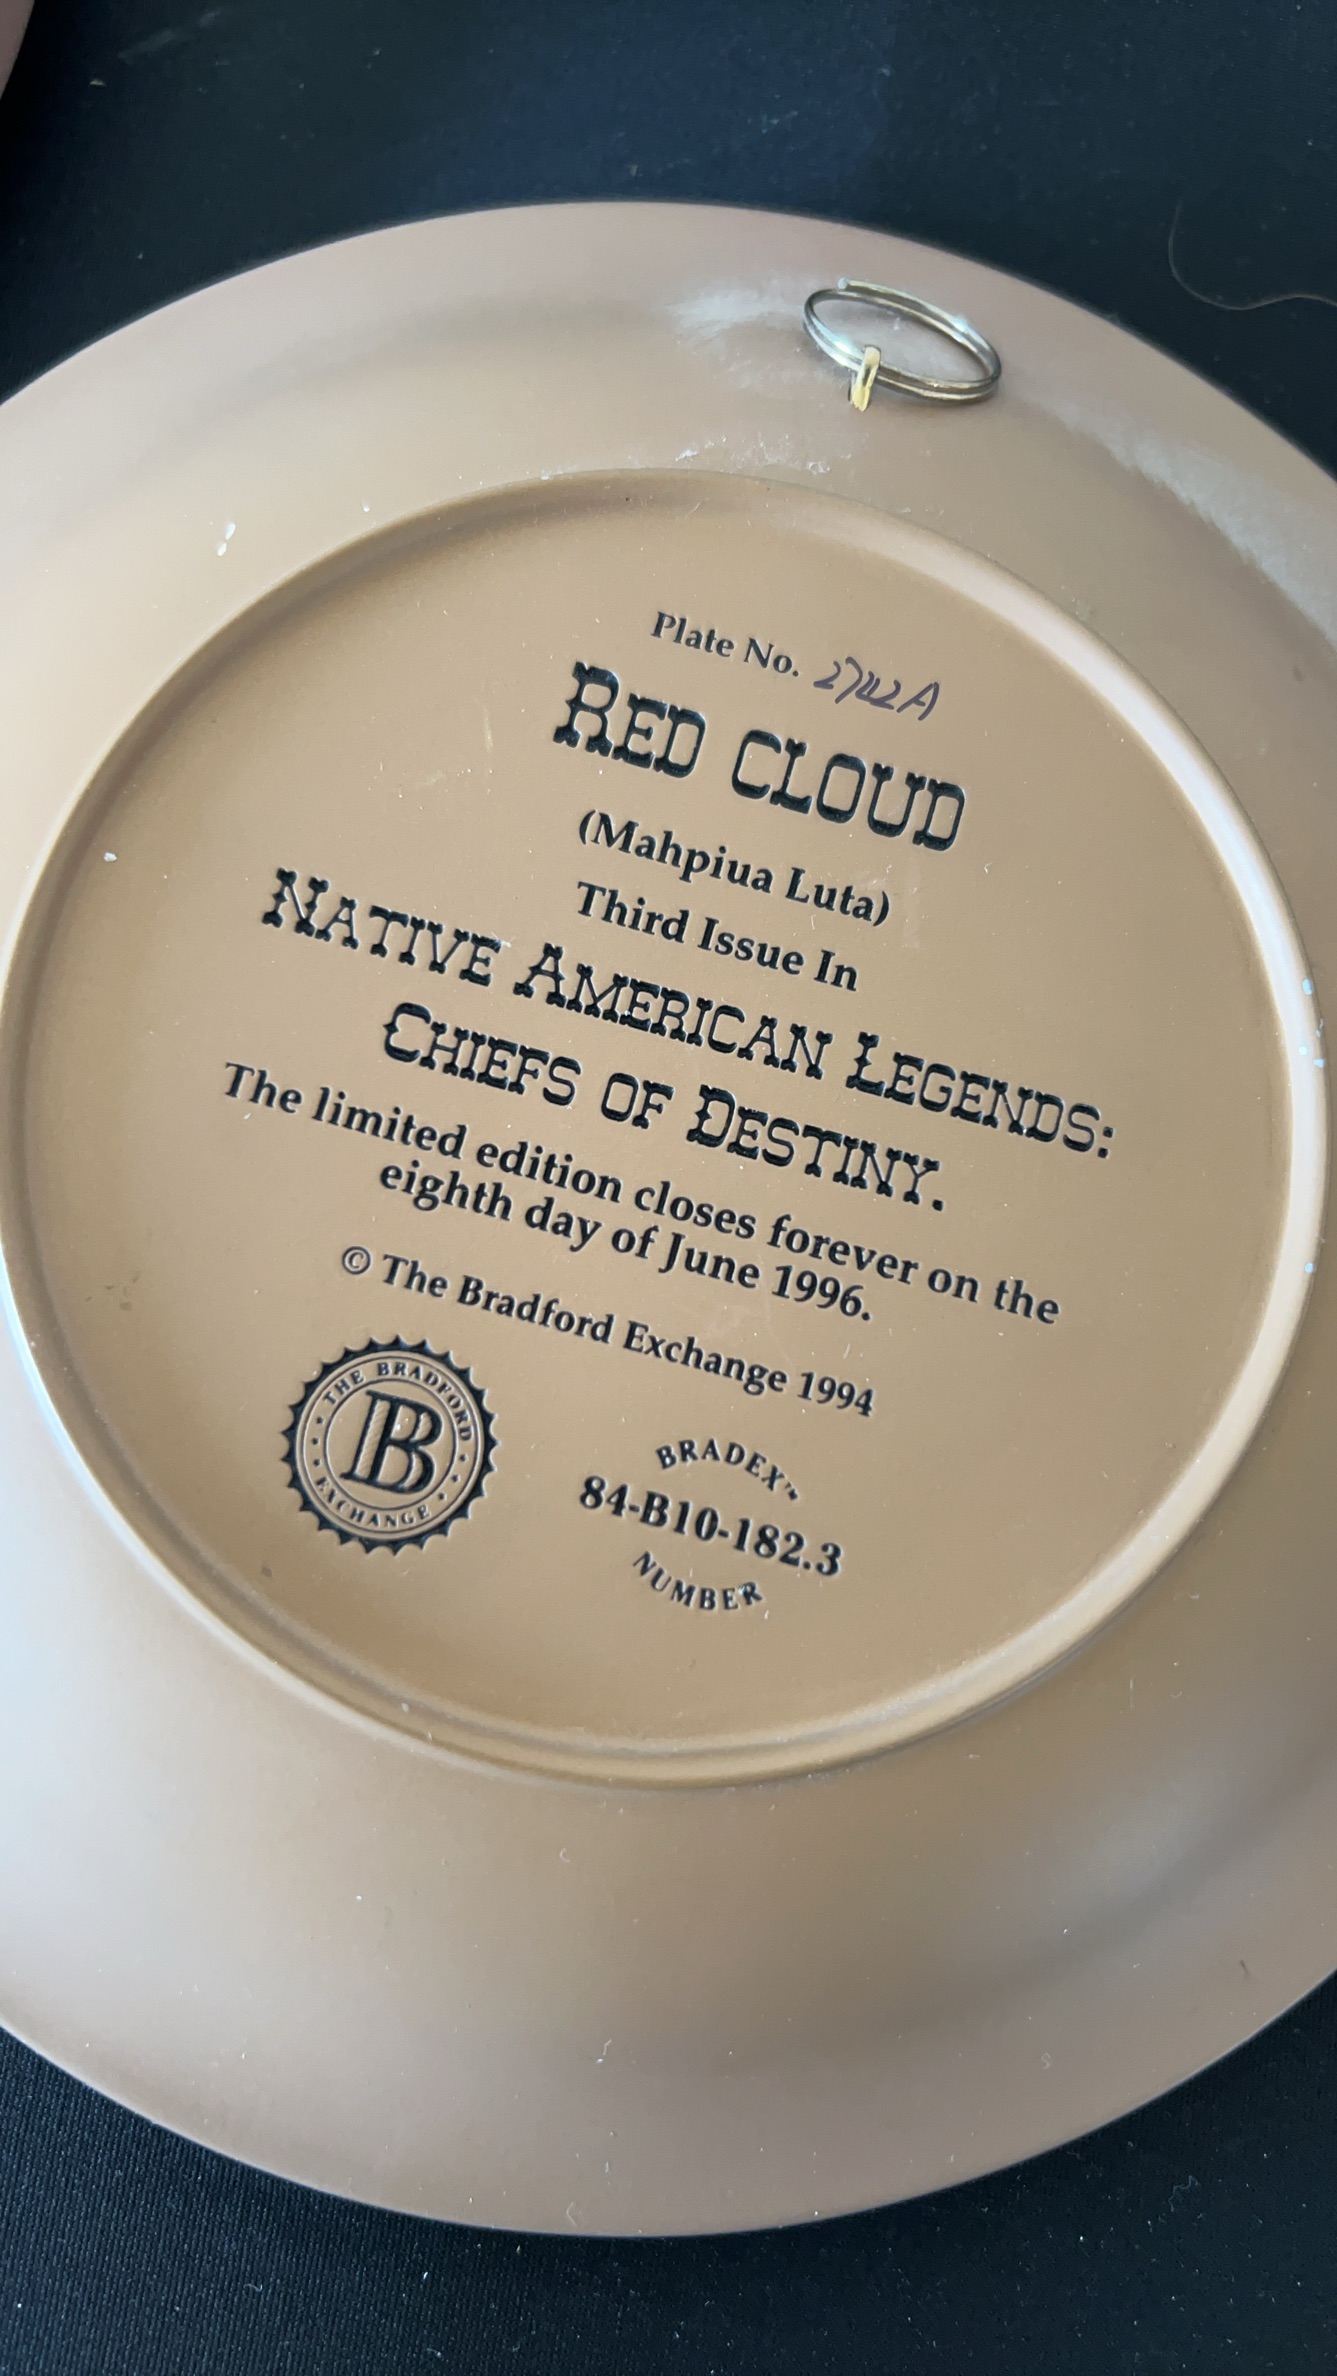 Plate No. 2742A
RED CLOUD
(Mahpiua Luta)
Third Issue In
NATIVE AMERICAN LEGENDS:
CHIEFS OF DESTINY.
The limited edition closes forever on the
eighth day of June 1996.
© The Bradford Exchange 1994
THE BRADFORD
B
EXCHANGE
BRADEX™
84-B10-182.3
NUMBER